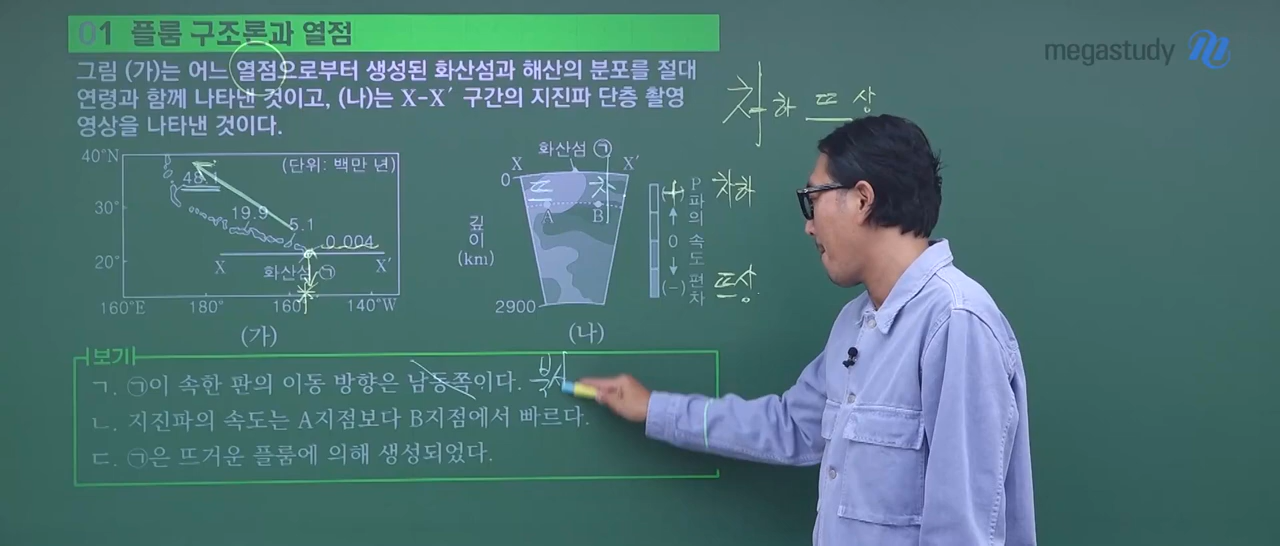 01 플룸 구조론과 열점
megastudy
그림 (가)는 어느 열점으로부터 생성된 화산섬과 해산의 분포를 절대
연령과 함께 나타낸 것이고, (나)는 X-X′ 구간의 지진파 단층 촬영
영상을 나타낸 것이다.
차 하 뜨 상
40°N
(단위: 백만 년)
48.1
30°
19.9
5.1
0.004
20°
X
화산섬 ㉠
X′
160°E
180°
160°
140°W
(가)
화산섬 ㉠
X
X′
0
뜨
차
A
B
깊이
(km)
2900
(나)
(+)
0
(-)
P파의 속도 편차
차하
뜨상
보기
ㄱ. ㉠이 속한 판의 이동 방향은 남동쪽이다. 북서
ㄴ. 지진파의 속도는 A지점보다 B지점에서 빠르다.
ㄷ. ㉠은 뜨거운 플룸에 의해 생성되었다.